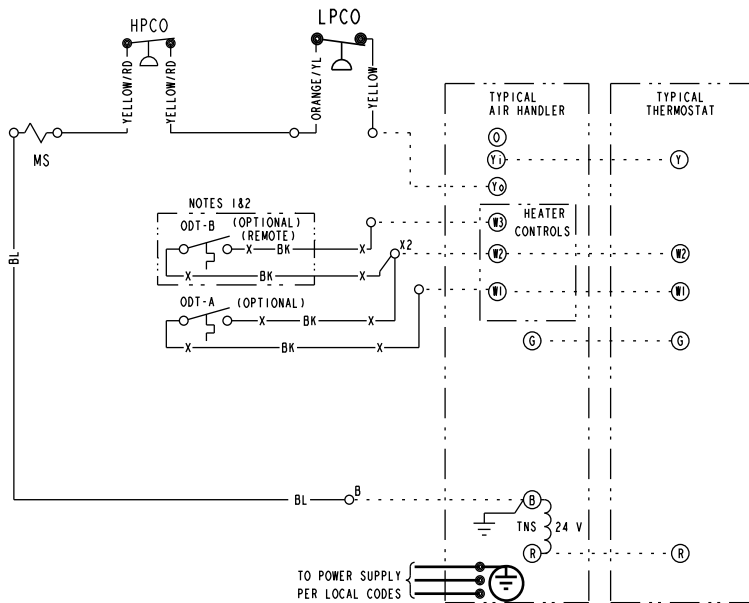 HPCO
LPCO
YELLOW/RD
YELLOW/RD
ORANGE/YL
YELLOW
MS
TYPICAL
AIR HANDLER
TYPICAL
THERMOSTAT
O
Yi
Y
Yo
NOTES 1&2
ODT-B (OPTIONAL)
(REMOTE)
X BK X
X BK X
X2
W3
HEATER
CONTROLS
W2
W2
BL
ODT-A (OPTIONAL)
X BK X
X BK X
W1
W1
G
G
BL
B
B
TNS 24 V
R
R
TO POWER SUPPLY
PER LOCAL CODES